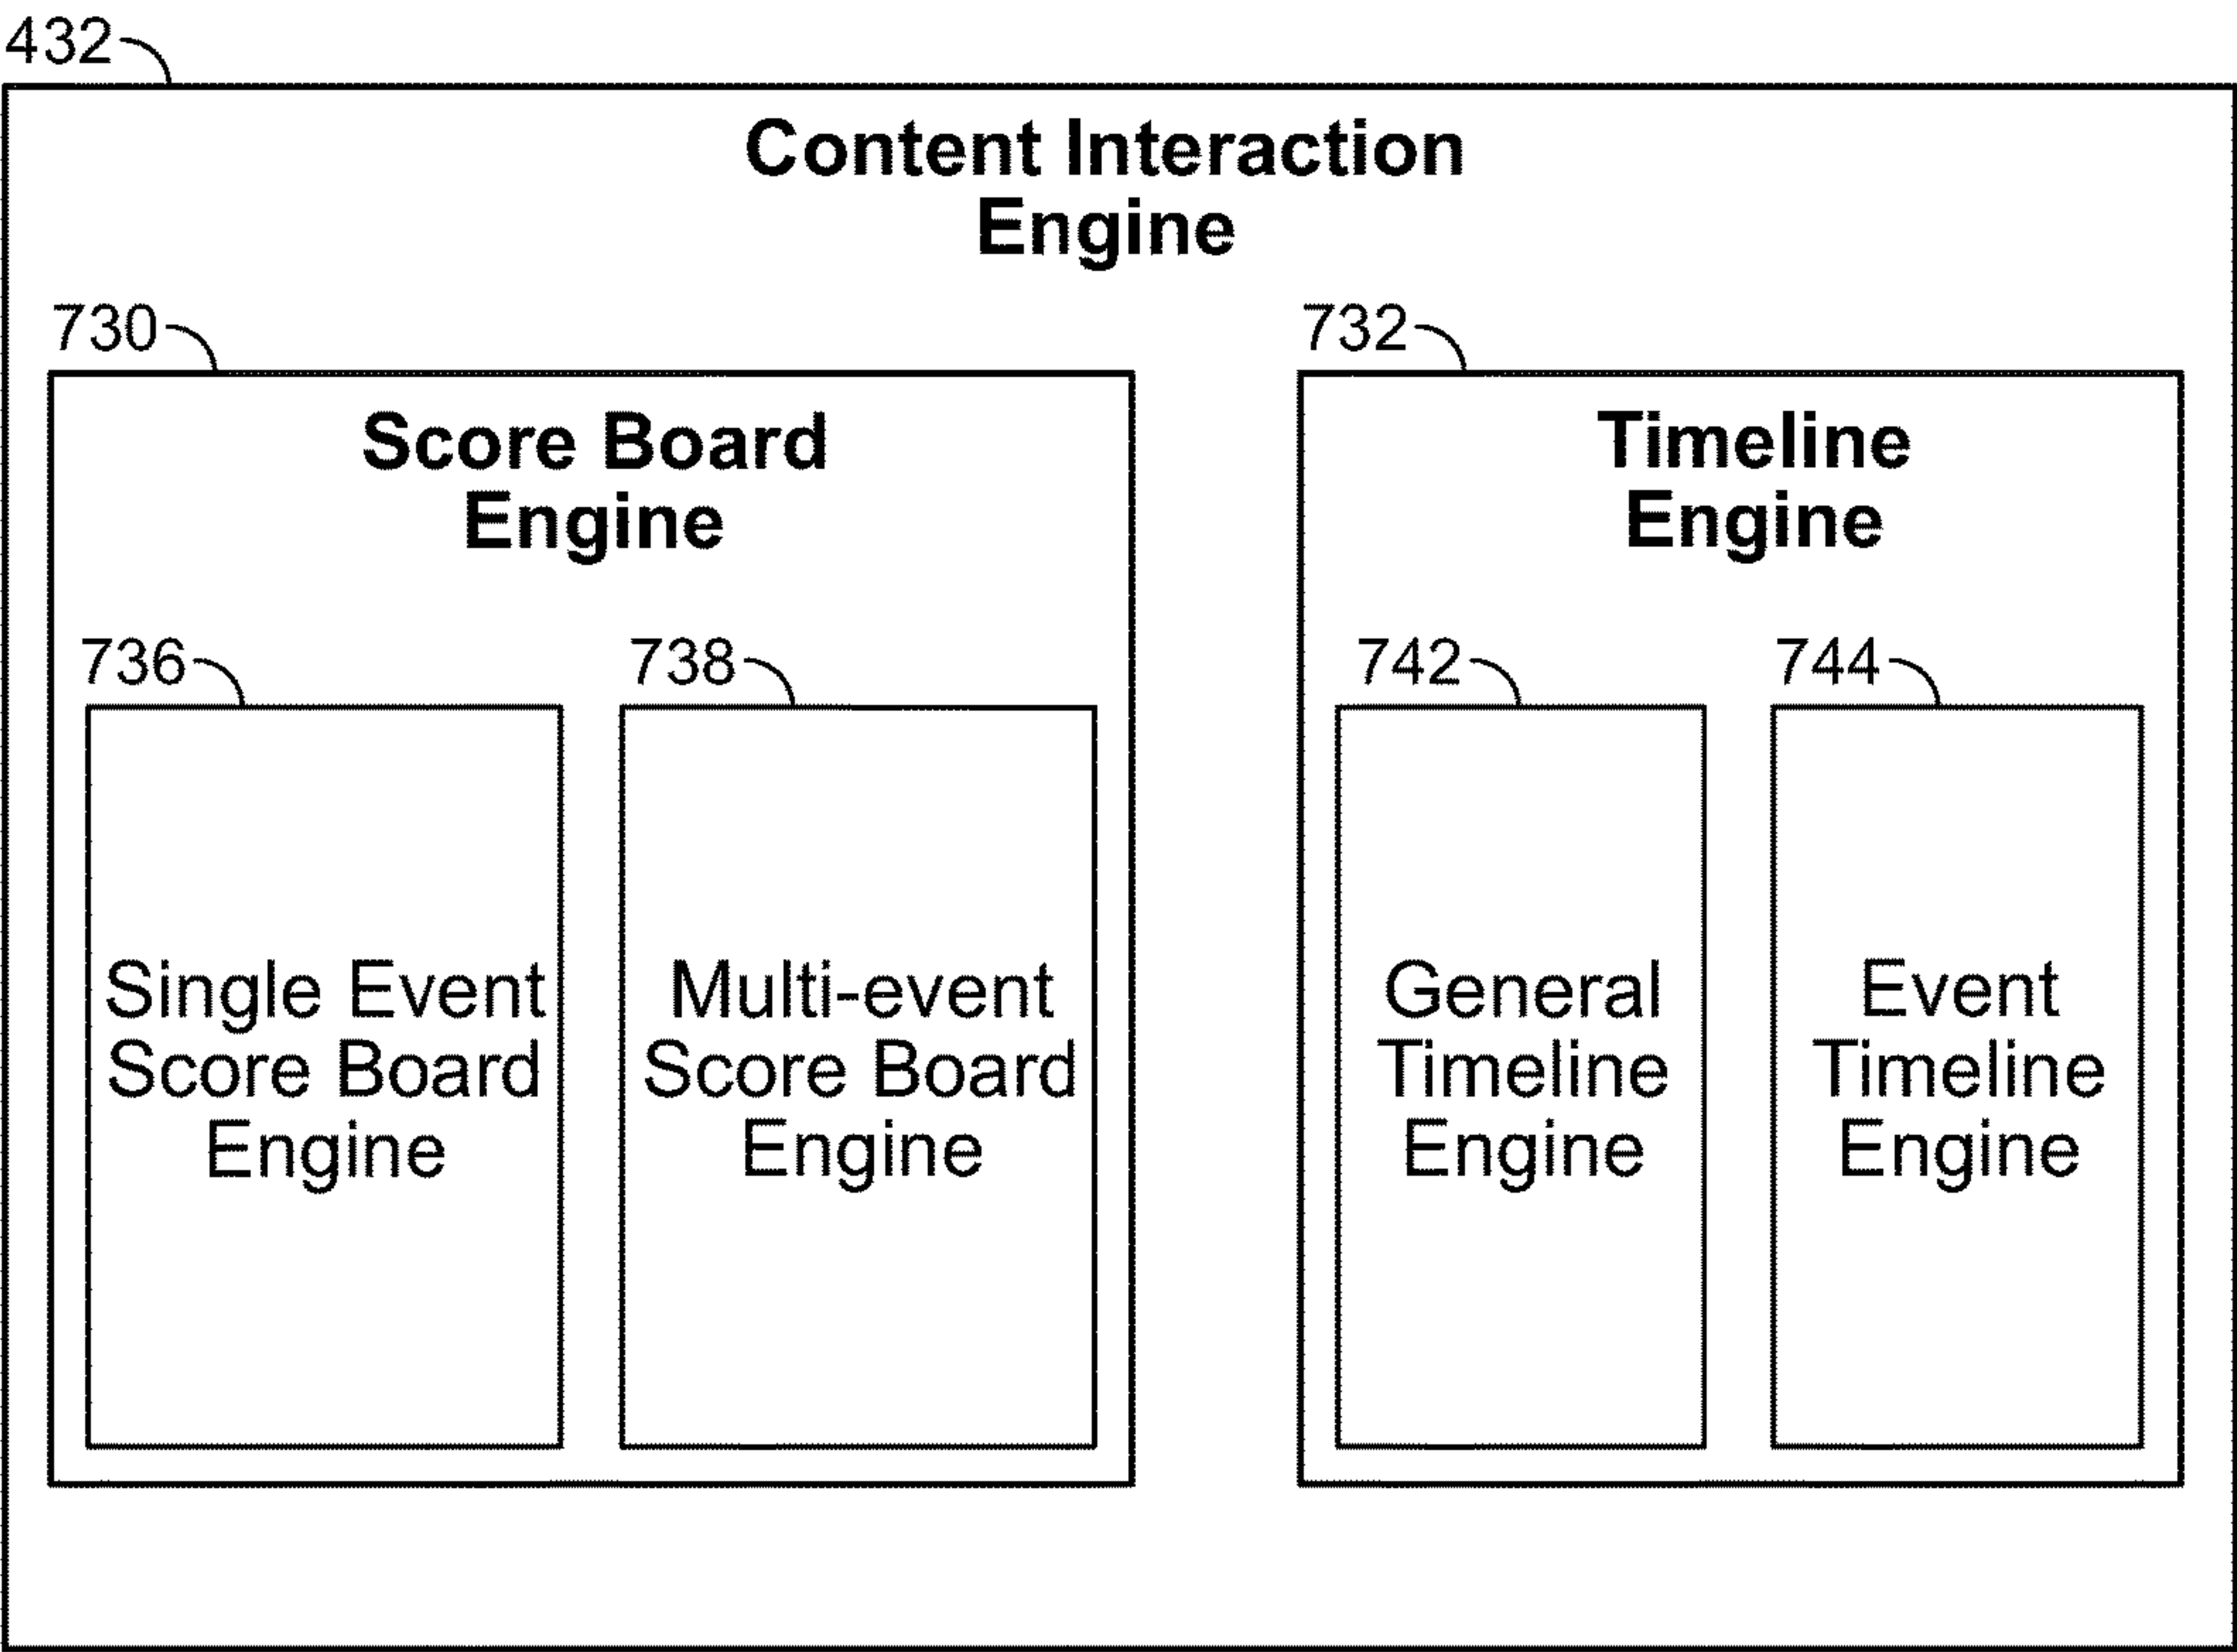 432
Content Interaction
Engine
730
Score Board
Engine
736
Single Event
Score Board
Engine
738
Multi-event
Score Board
Engine
732
Timeline
Engine
742
General
Timeline
Engine
744
Event
Timeline
Engine